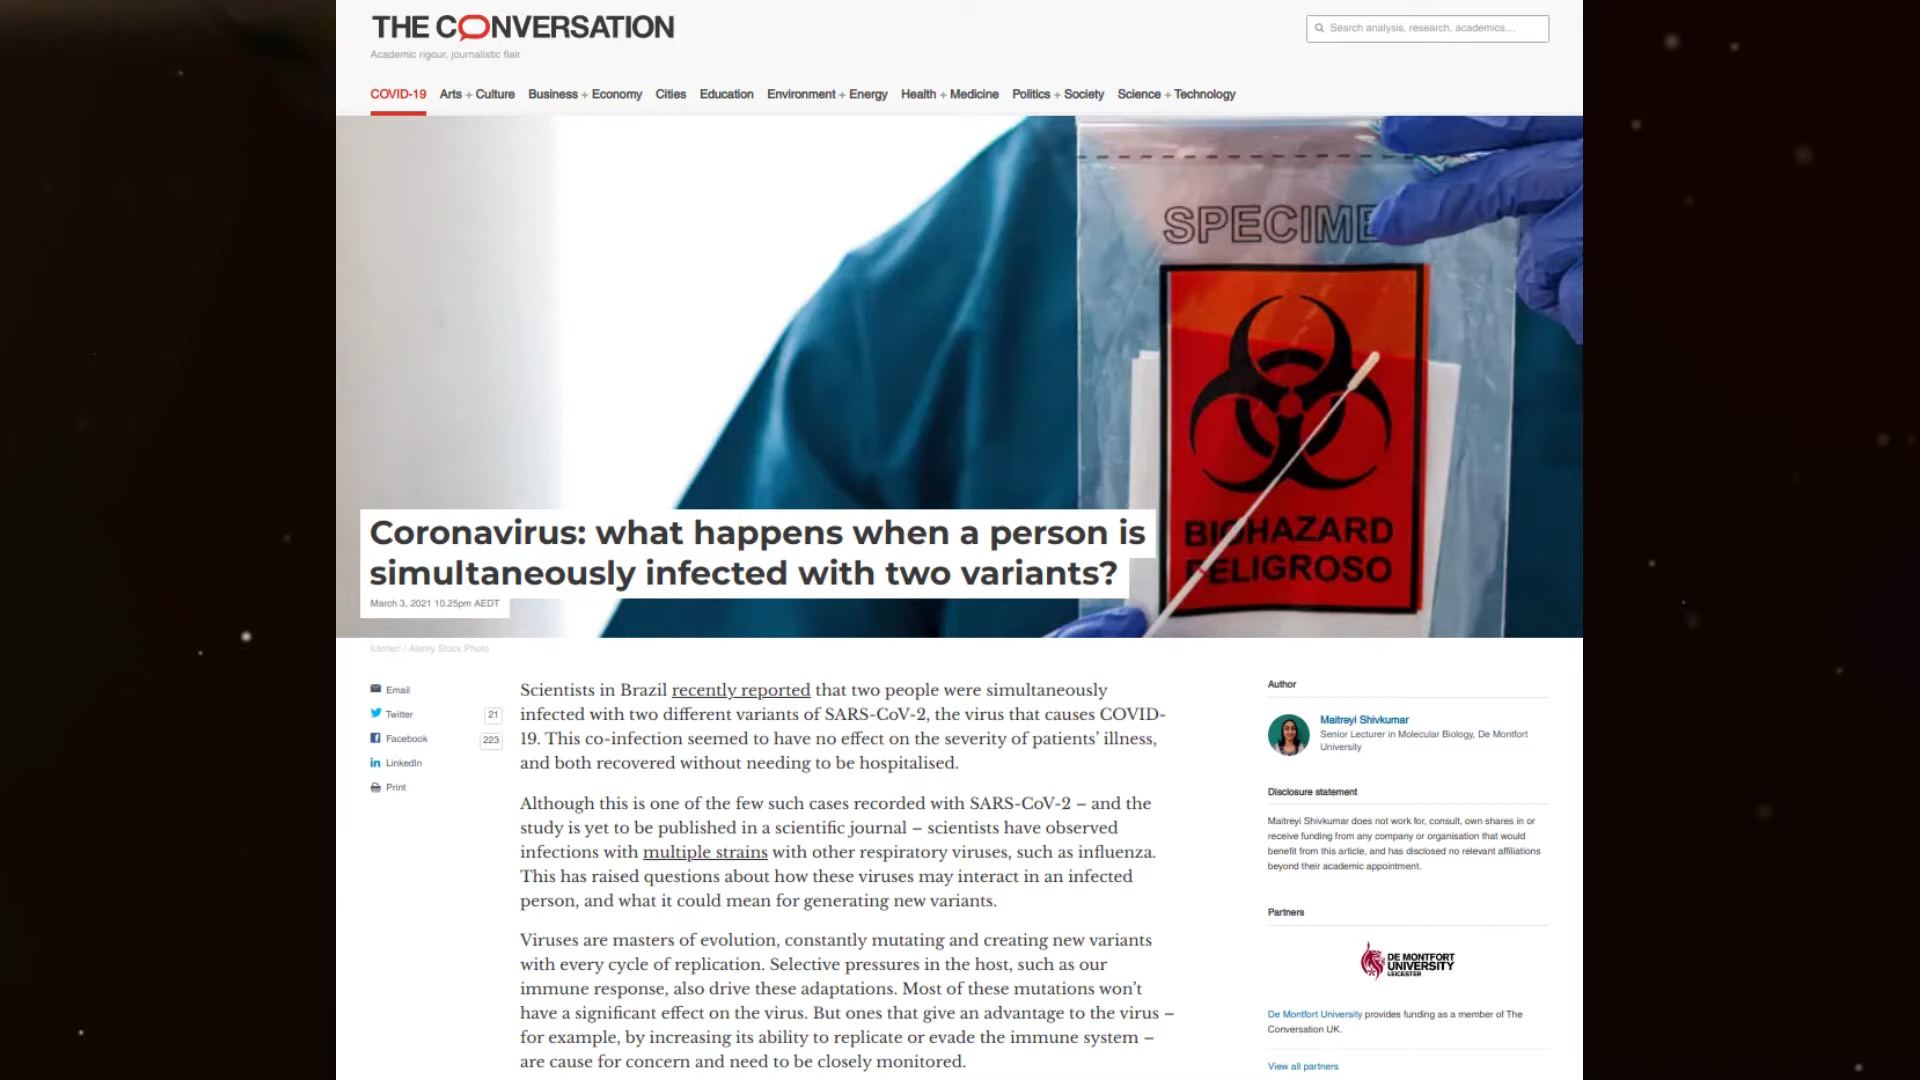 THE CONVERSATION
Academic rigour, journalistic flair
Search analysis, research, academics...
COVID-19 Arts + Culture Business + Economy Cities Education Environment + Energy Health + Medicine Politics + Society Science + Technology
SPECIME
BIOHAZARD
PELIGROSO
Coronavirus: what happens when a person is
simultaneously infected with two variants?
March 3, 2021 10.25pm AEDT
kitchen / Alamy Stock Photo
Email
Twitter 21
Facebook 223
LinkedIn
Print
Scientists in Brazil recently reported that two people were simultaneously
infected with two different variants of SARS-CoV-2, the virus that causes COVID-
19. This co-infection seemed to have no effect on the severity of patients’ illness,
and both recovered without needing to be hospitalised.
Although this is one of the few such cases recorded with SARS-CoV-2 – and the
study is yet to be published in a scientific journal – scientists have observed
infections with multiple strains with other respiratory viruses, such as influenza.
This has raised questions about how these viruses may interact in an infected
person, and what it could mean for generating new variants.
Viruses are masters of evolution, constantly mutating and creating new variants
with every cycle of replication. Selective pressures in the host, such as our
immune response, also drive these adaptations. Most of these mutations won’t
have a significant effect on the virus. But ones that give an advantage to the virus –
for example, by increasing its ability to replicate or evade the immune system –
are cause for concern and need to be closely monitored.
Author
Maitreyi Shivkumar
Senior Lecturer in Molecular Biology, De Montfort
University
Disclosure statement
Maitreyi Shivkumar does not work for, consult, own shares in or
receive funding from any company or organisation that would
benefit from this article, and has disclosed no relevant affiliations
beyond their academic appointment.
Partners
DE MONTFORT
UNIVERSITY
LEICESTER
De Montfort University provides funding as a member of The
Conversation UK.
View all partners